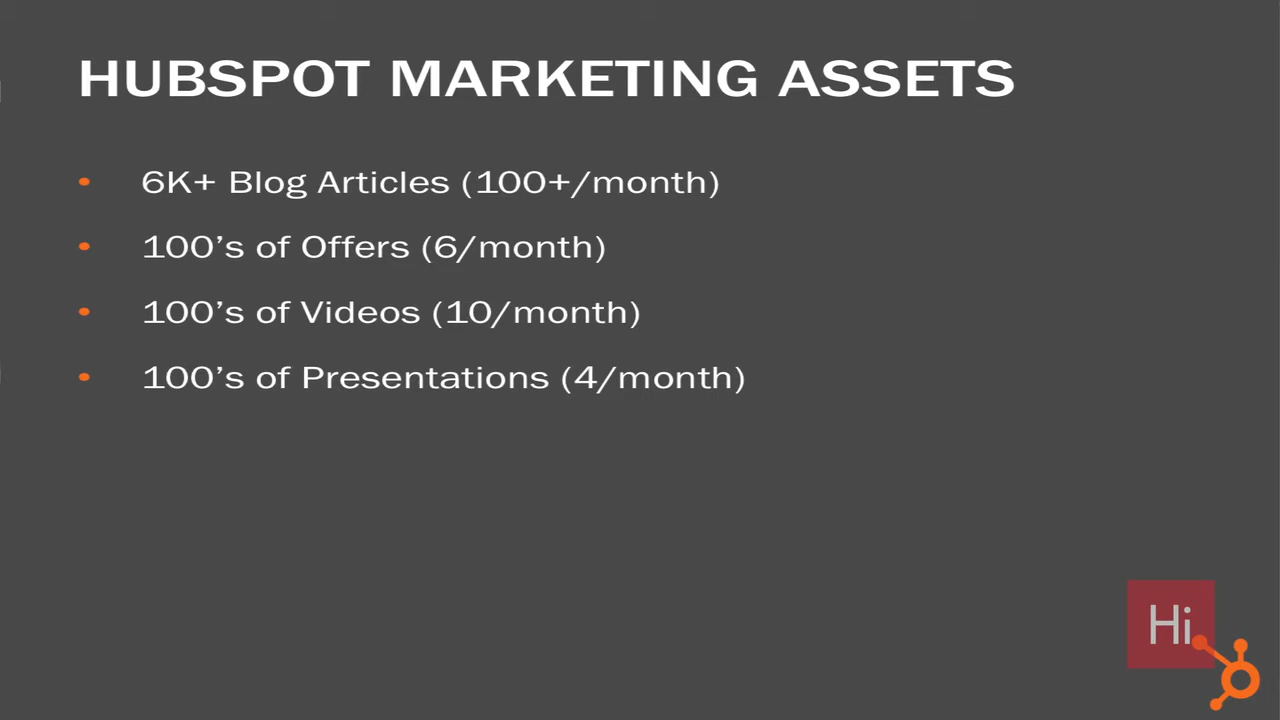 HUBSPOT MARKETING ASSETS
• 6K+ Blog Articles (100+/month)
• 100’s of Offers (6/month)
• 100’s of Videos (10/month)
• 100’s of Presentations (4/month)
Hi